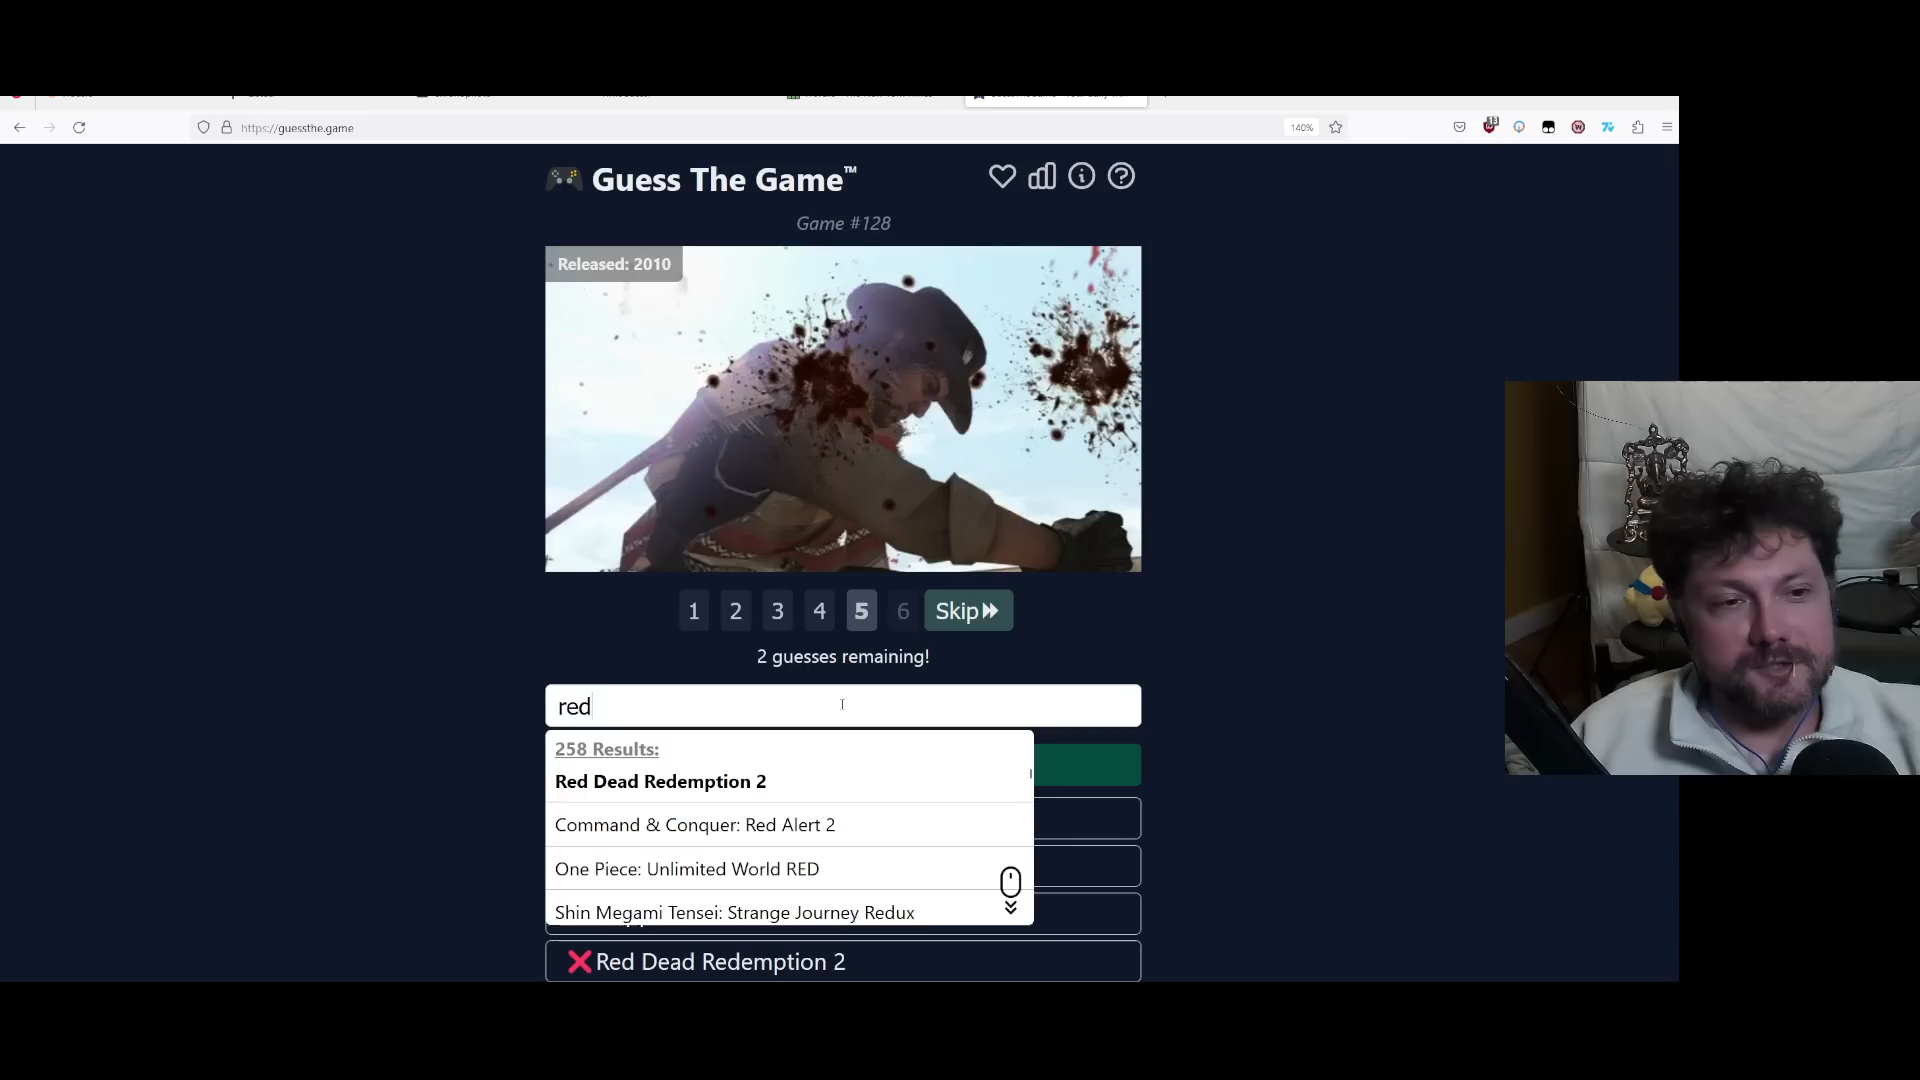 https://guessthe.game
140%
13
Guess The Game™
Game #128
Released: 2010
1 2 3 4 5 6 Skip
2 guesses remaining!
red
258 Results:
Red Dead Redemption 2
Command & Conquer: Red Alert 2
One Piece: Unlimited World RED
Shin Megami Tensei: Strange Journey Redux
❌Red Dead Redemption 2